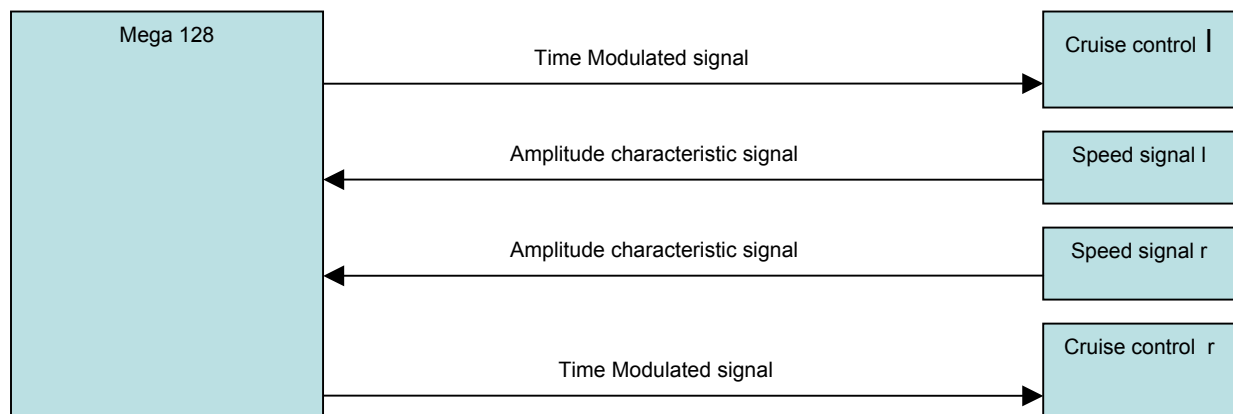 Mega 128
Time Modulated signal
Cruise control l
Amplitude characteristic signal
Speed signal l
Amplitude characteristic signal
Speed signal r
Time Modulated signal
Cruise control r